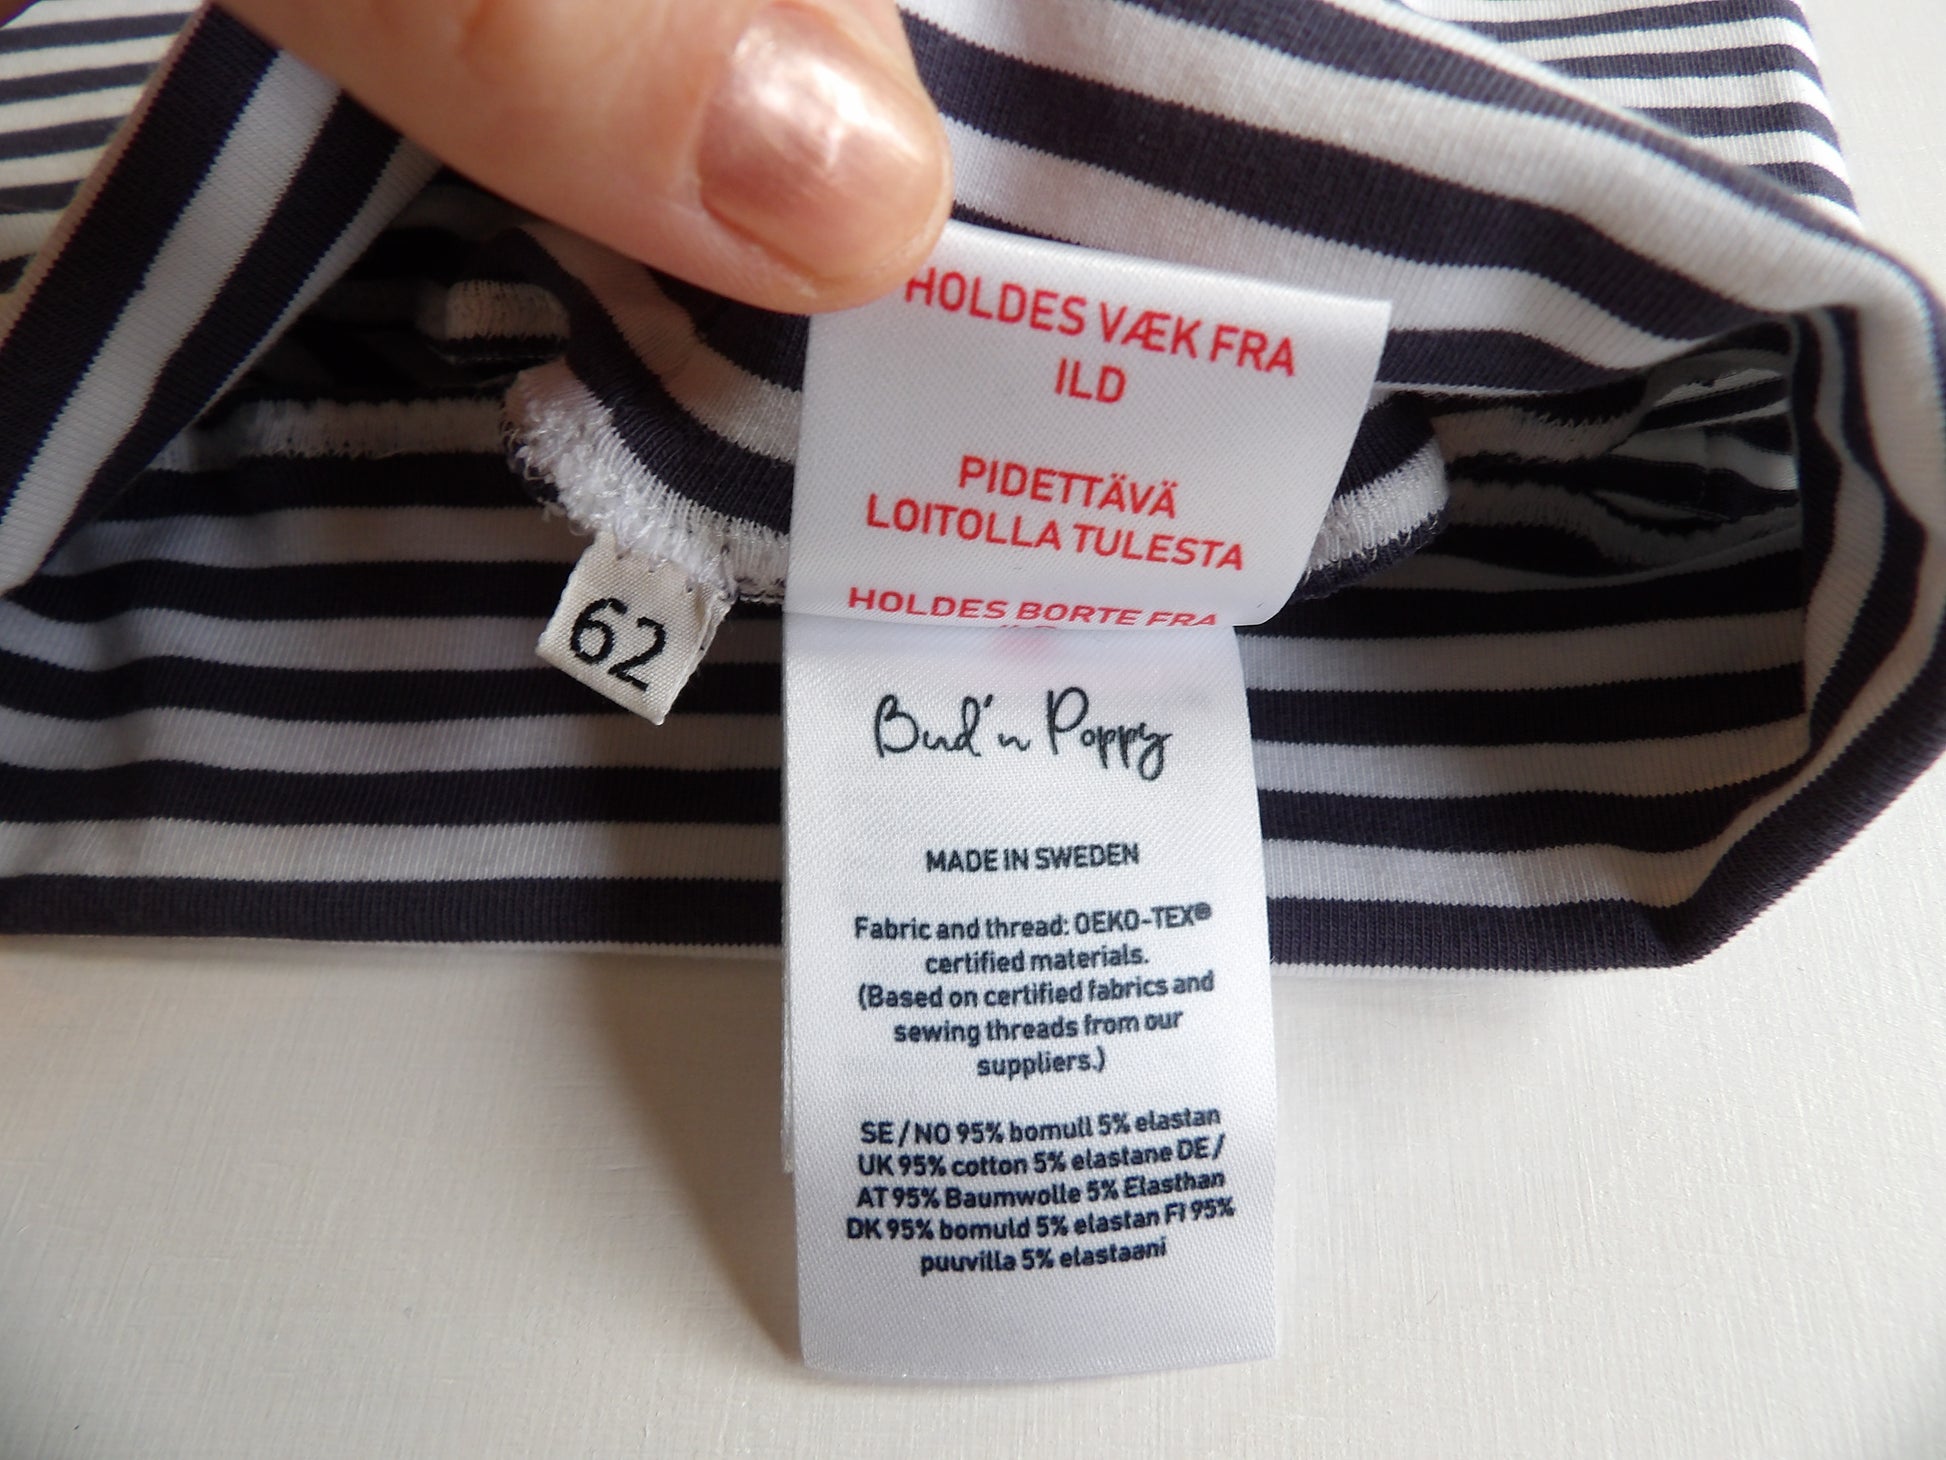 HOLDES VÆK FRA
ILD
PIDETTÄVÄ
LOITOLLA TULESTA
HOLDES BORTE FRA
62
Bud'n Poppy
MADE IN SWEDEN
Fabric and thread: OEKO-TEX®
certified materials.
(Based on certified fabrics and
sewing threads from our
suppliers.)
SE / NO 95% bomull 5% elastan
UK 95% cotton 5% elastane DE /
AT 95% Baumwolle 5% Elasthan
DK 95% bomuld 5% elastan FI 95%
puuvilla 5% elastaani